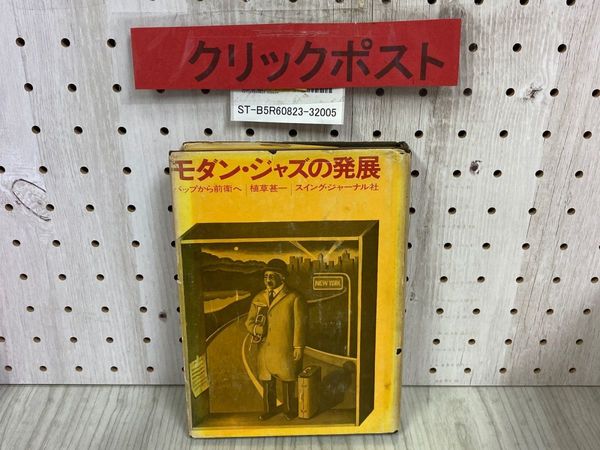 クリックポスト
ST-B5R60823-32005
モダン・ジャズの発展
バップから前衛へ 植草甚一 スイング・ジャーナル社
NEW YORK